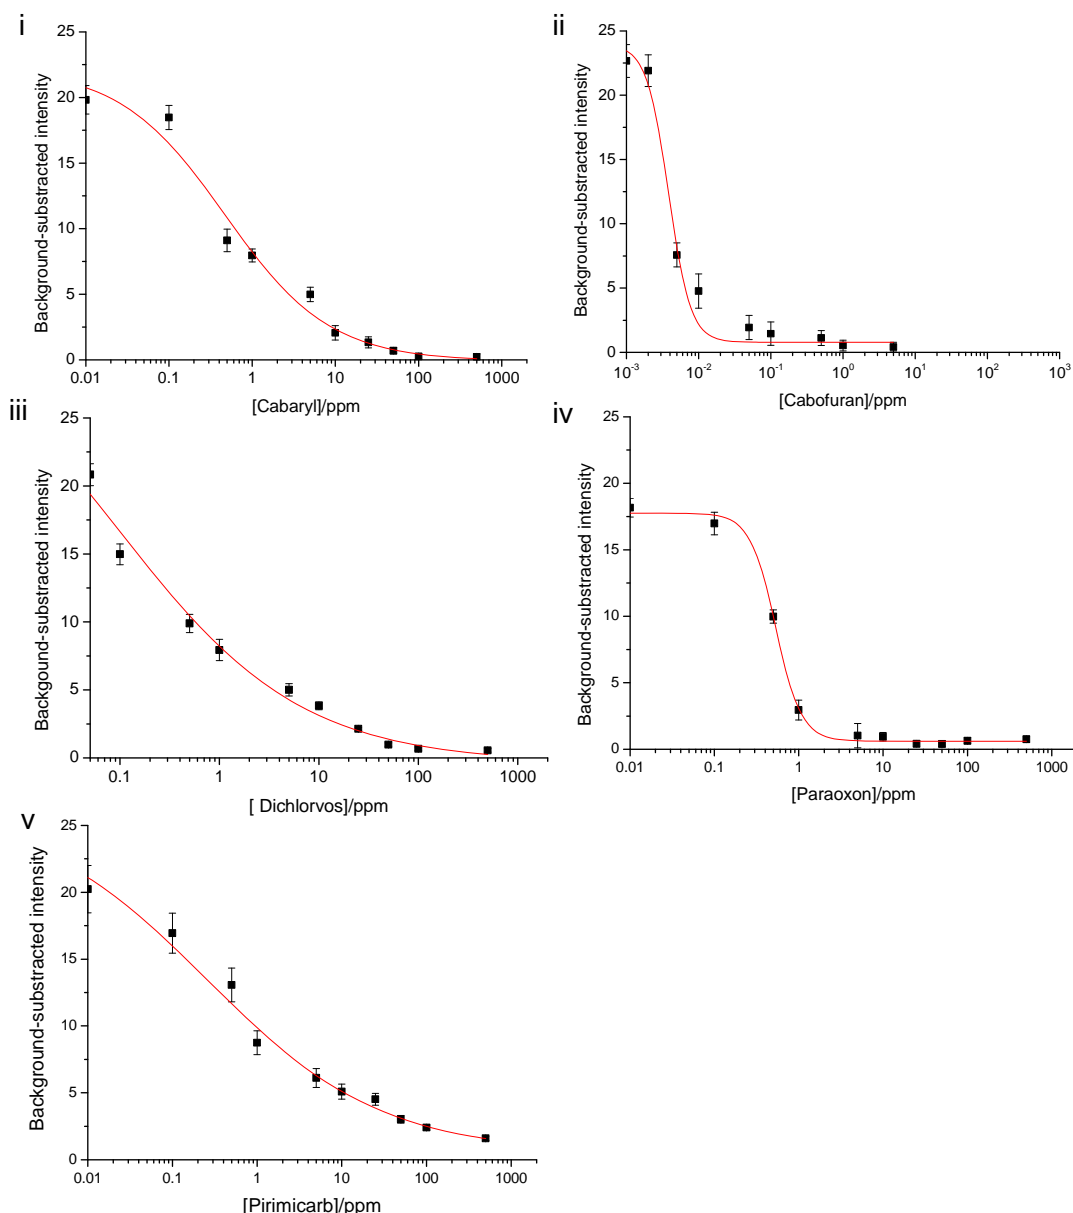 i
25
20
15
10
5
0
0.01 0.1 1 10 100 1000
Background-substracted intensity
[Cabaryl]/ppm
ii
25
20
15
10
5
0
10-3 10-2 10-1 100 101 102 103
Background-substracted intensity
[Cabofuran]/ppm
iii
25
20
15
10
5
0
0.1 1 10 100 1000
Backgound-substracted intensity
[ Dichlorvos]/ppm
iv
25
20
15
10
5
0
0.01 0.1 1 10 100 1000
Background-substracted intensity
[Paraoxon]/ppm
v
25
20
15
10
5
0
0.01 0.1 1 10 100 1000
Background-substracted intensity
[Pirimicarb]/ppm